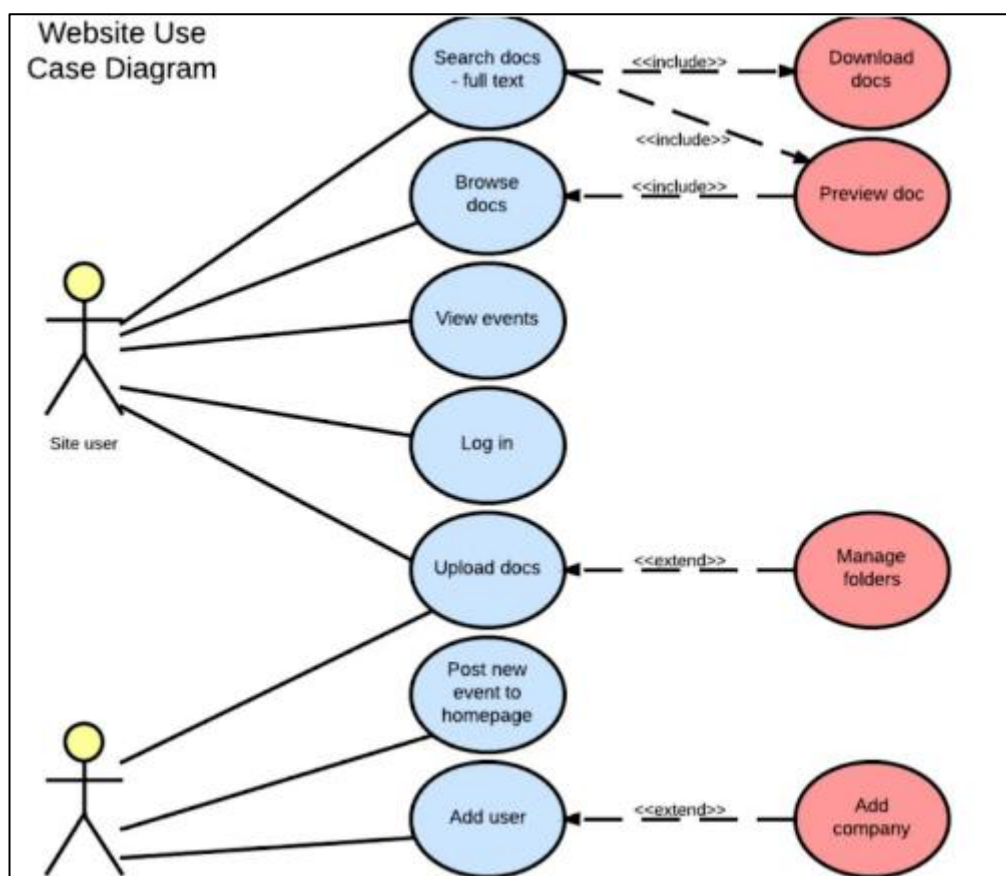 Website Use
Case Diagram
Search docs
- full text
<<include>>
Download
docs
<<include>>
Browse
docs
<<include>>
Preview doc
View events
Site user
Log in
Upload docs
<<extend>>
Manage
folders
Post new
event to
homepage
Add user
<<extend>>
Add
company